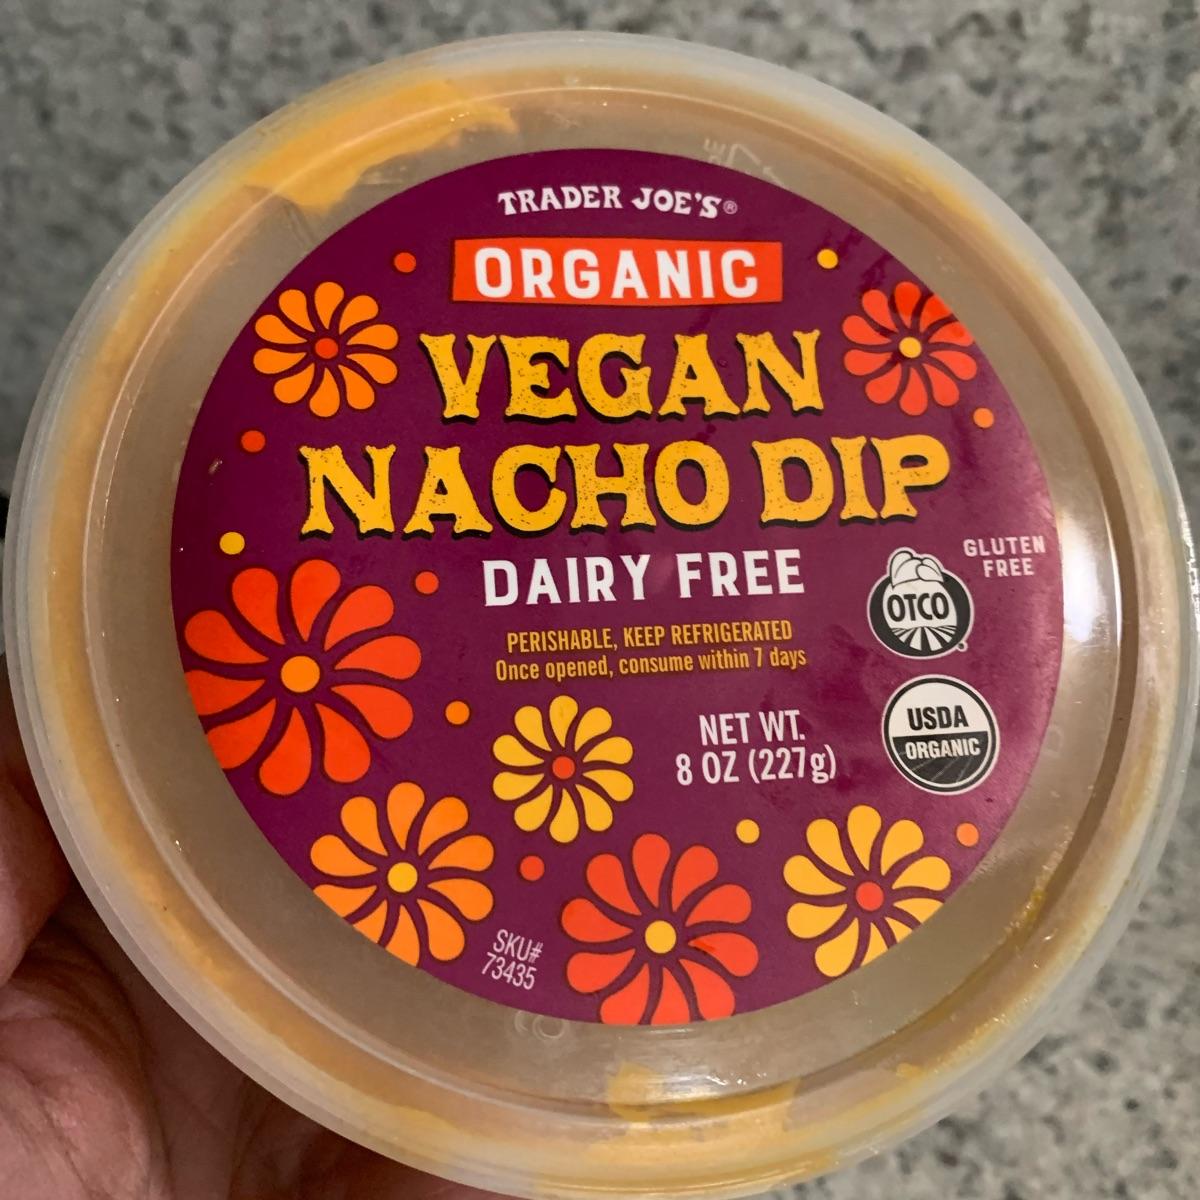 TRADER JOE'S®
ORGANIC
VEGAN
NACHO DIP
DAIRY FREE
PERISHABLE, KEEP REFRIGERATED
Once opened, consume within 7 days
GLUTEN
FREE
OTCO
USDA
ORGANIC
NET WT.
8 OZ (227g)
SKU#
73435